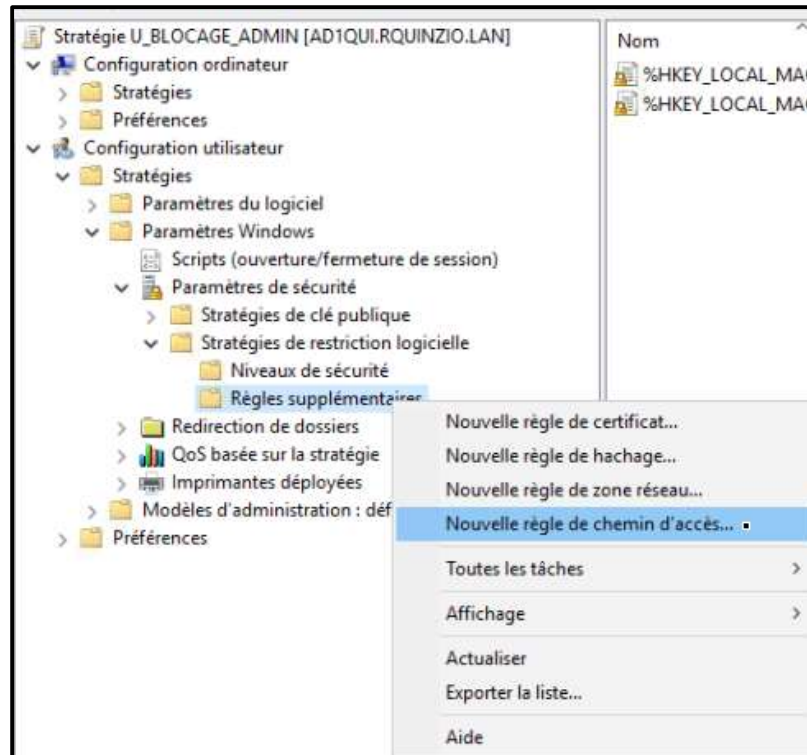 Stratégie U_BLOCAGE_ADMIN [AD1QUI.RQUINZIO.LAN]
Configuration ordinateur
Stratégies
Préférences
Configuration utilisateur
Stratégies
Paramètres du logiciel
Paramètres Windows
Scripts (ouverture/fermeture de session)
Paramètres de sécurité
Stratégies de clé publique
Stratégies de restriction logicielle
Niveaux de sécurité
Règles supplémentaires
Redirection de dossiers
QoS basée sur la stratégie
Imprimantes déployées
Modèles d'administration : déf
Préférences
Nom
%HKEY_LOCAL_MA
%HKEY_LOCAL_MA
Nouvelle règle de certificat...
Nouvelle règle de hachage...
Nouvelle règle de zone réseau...
Nouvelle règle de chemin d'accès...
Toutes les tâches
Affichage
Actualiser
Exporter la liste...
Aide